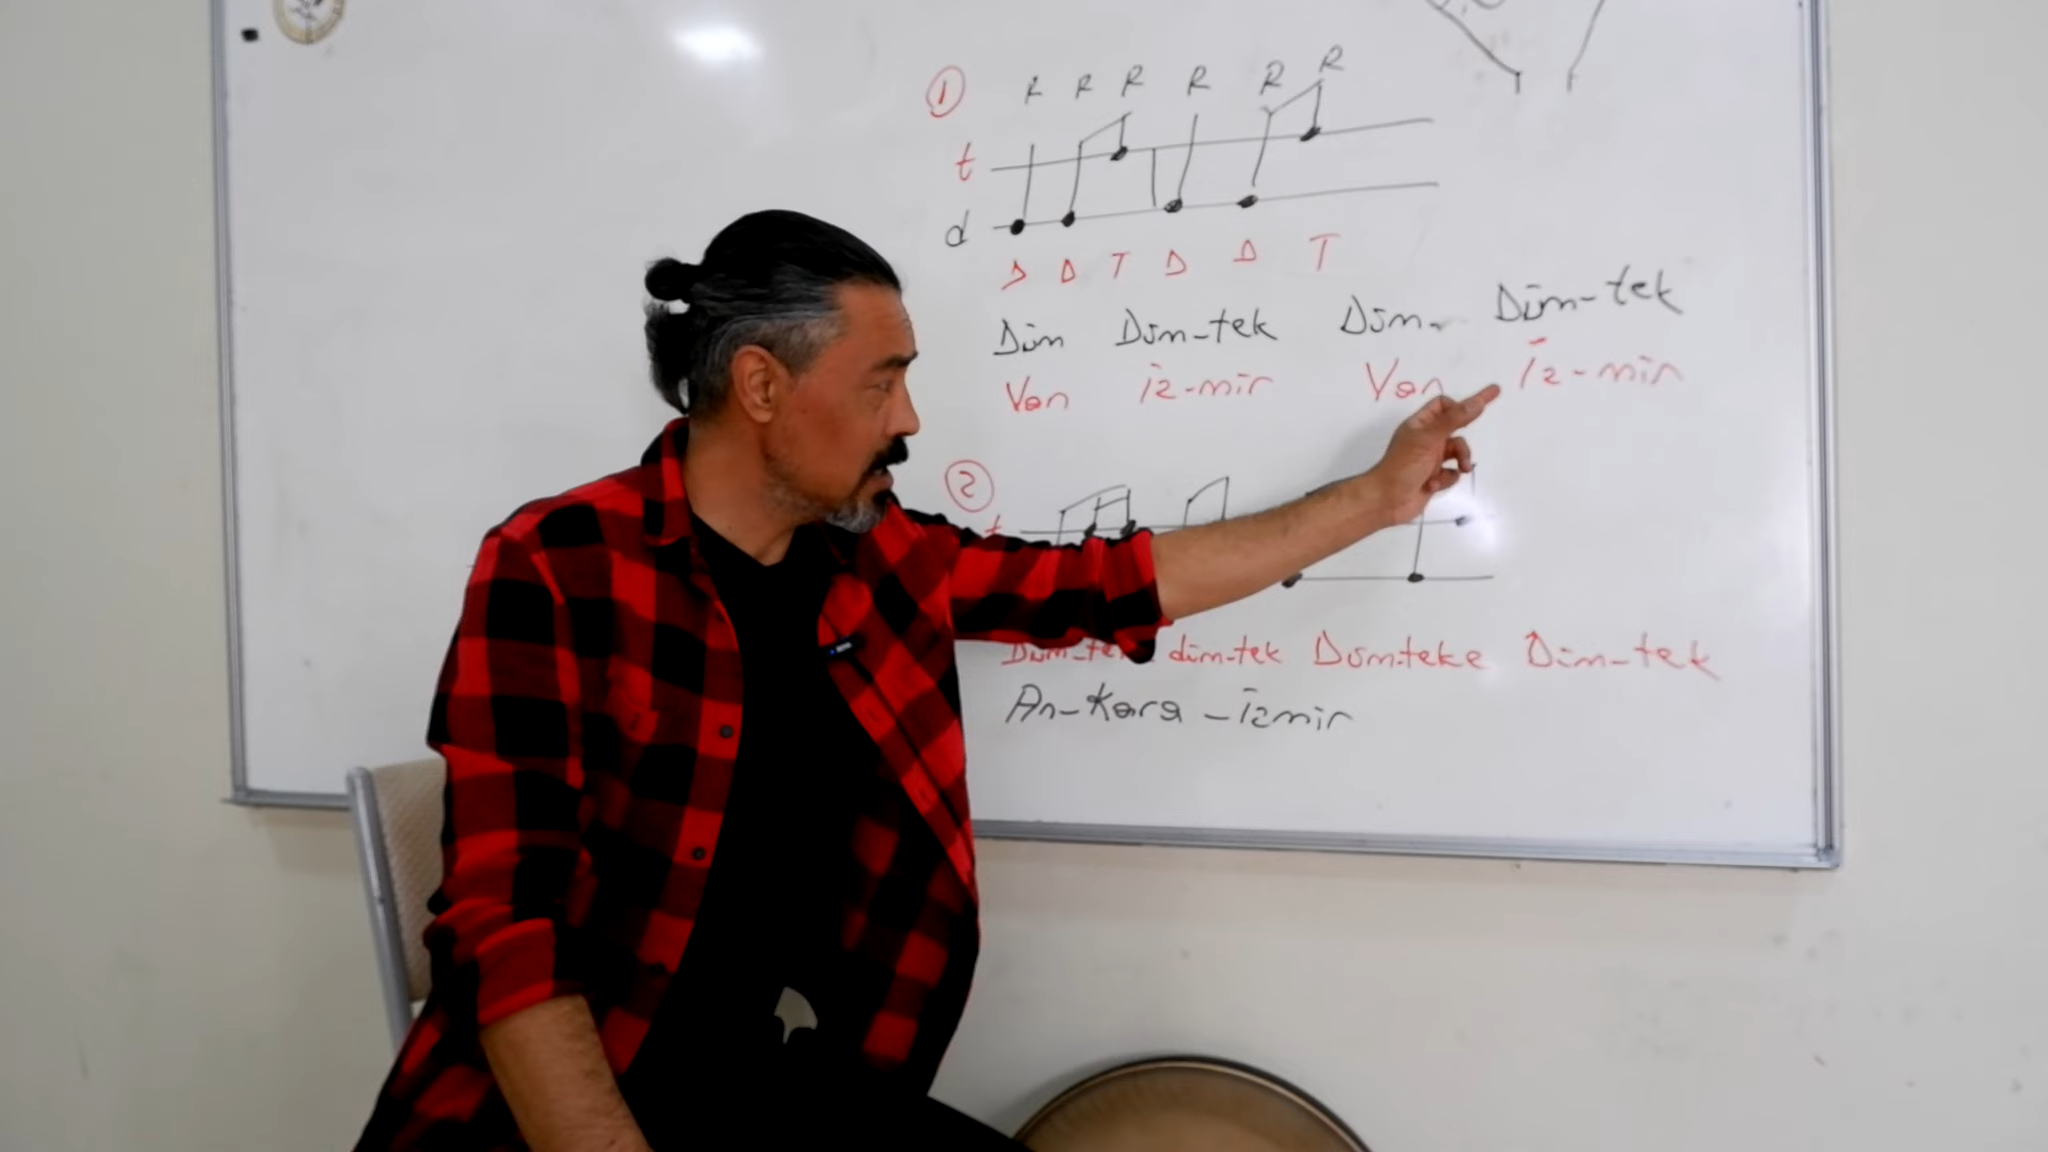 1 R R R R R R
t
d
D D T D D T
Düm Düm-tek Düm Düm-tek
Van İz-mir Van İz-mir
2
t
Düm-tek düm-tek Dümteke Düm-tek
An-Kara - İzmir